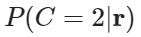 P(C = 2|r)